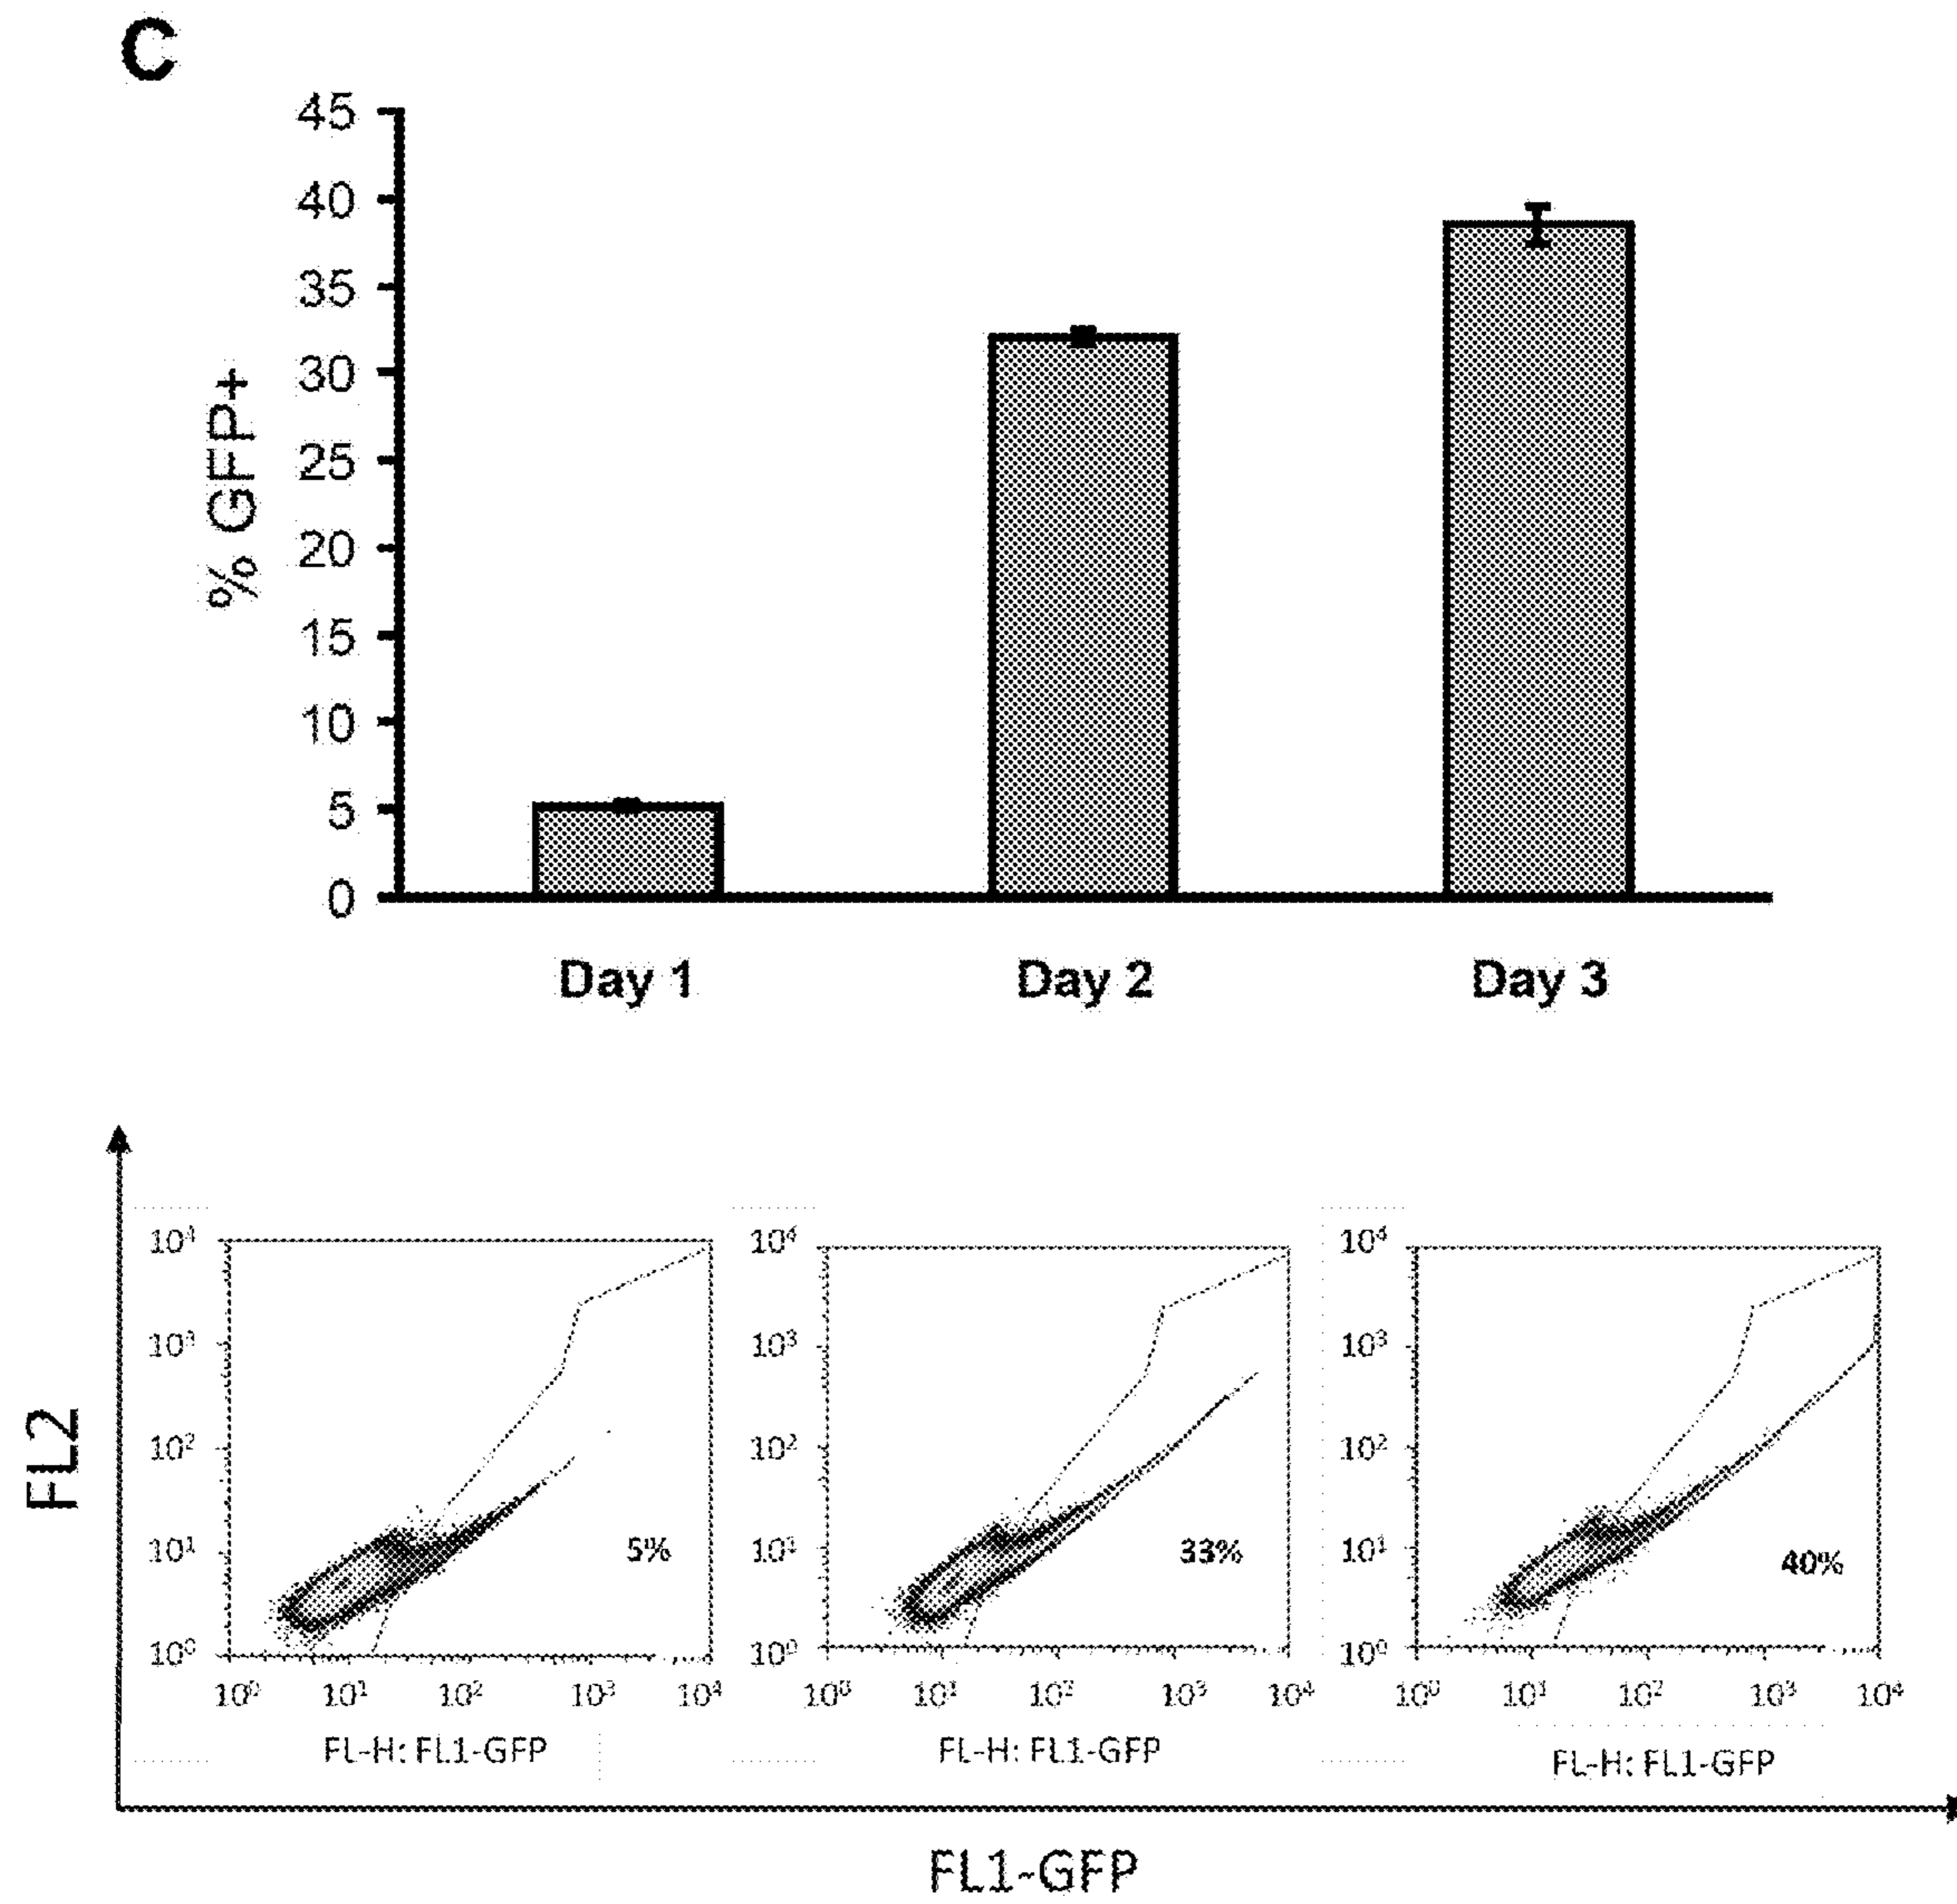 C
45
40
35
30
25
20
15
10
5
0
% GFP+
Day 1 Day 2 Day 3
FL2
10⁴ 10³ 10² 10¹ 10⁰
5%
10⁰ 10¹ 10² 10³ 10⁴
FL-H: FL1-GFP
10⁴ 10³ 10² 10¹ 10⁰
33%
10⁰ 10¹ 10² 10³ 10⁴
FL-H: FL1-GFP
10⁴ 10³ 10² 10¹ 10⁰
40%
10⁰ 10¹ 10² 10³ 10⁴
FL-H: FL1-GFP
FL1-GFP